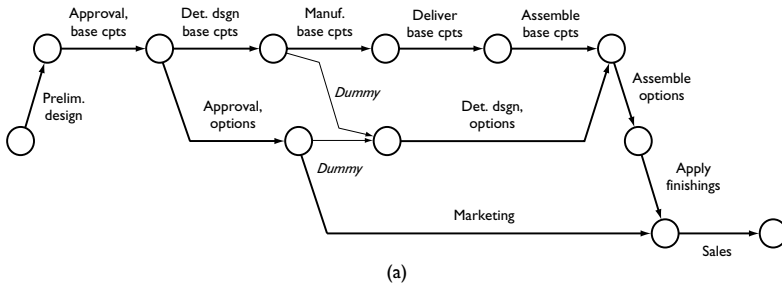 Approval,
base cpts
Det. dsgn
base cpts
Manuf.
base cpts
Deliver
base cpts
Assemble
base cpts
Prelim.
design
Approval,
options
Dummy
Dummy
Det. dsgn,
options
Assemble
options
Apply
finishings
Marketing
Sales
(a)